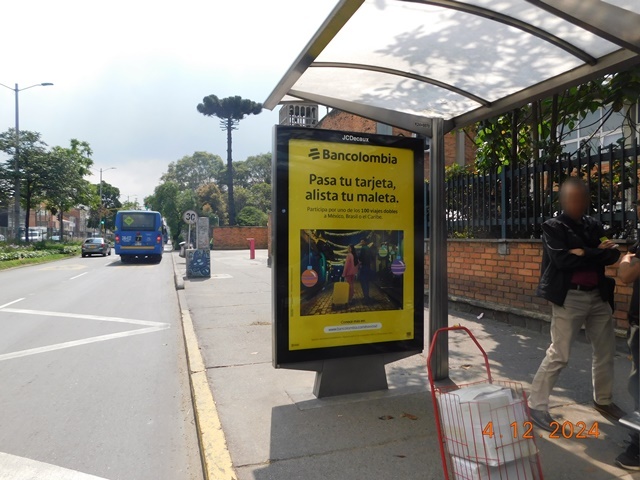 JCDecaux
Bancolombia
Pasa tu tarjeta,
alista tu maleta.
Participa por uno de los 100 viajes dobles
a México, Brasil o el Caribe.
30
4 12 2024